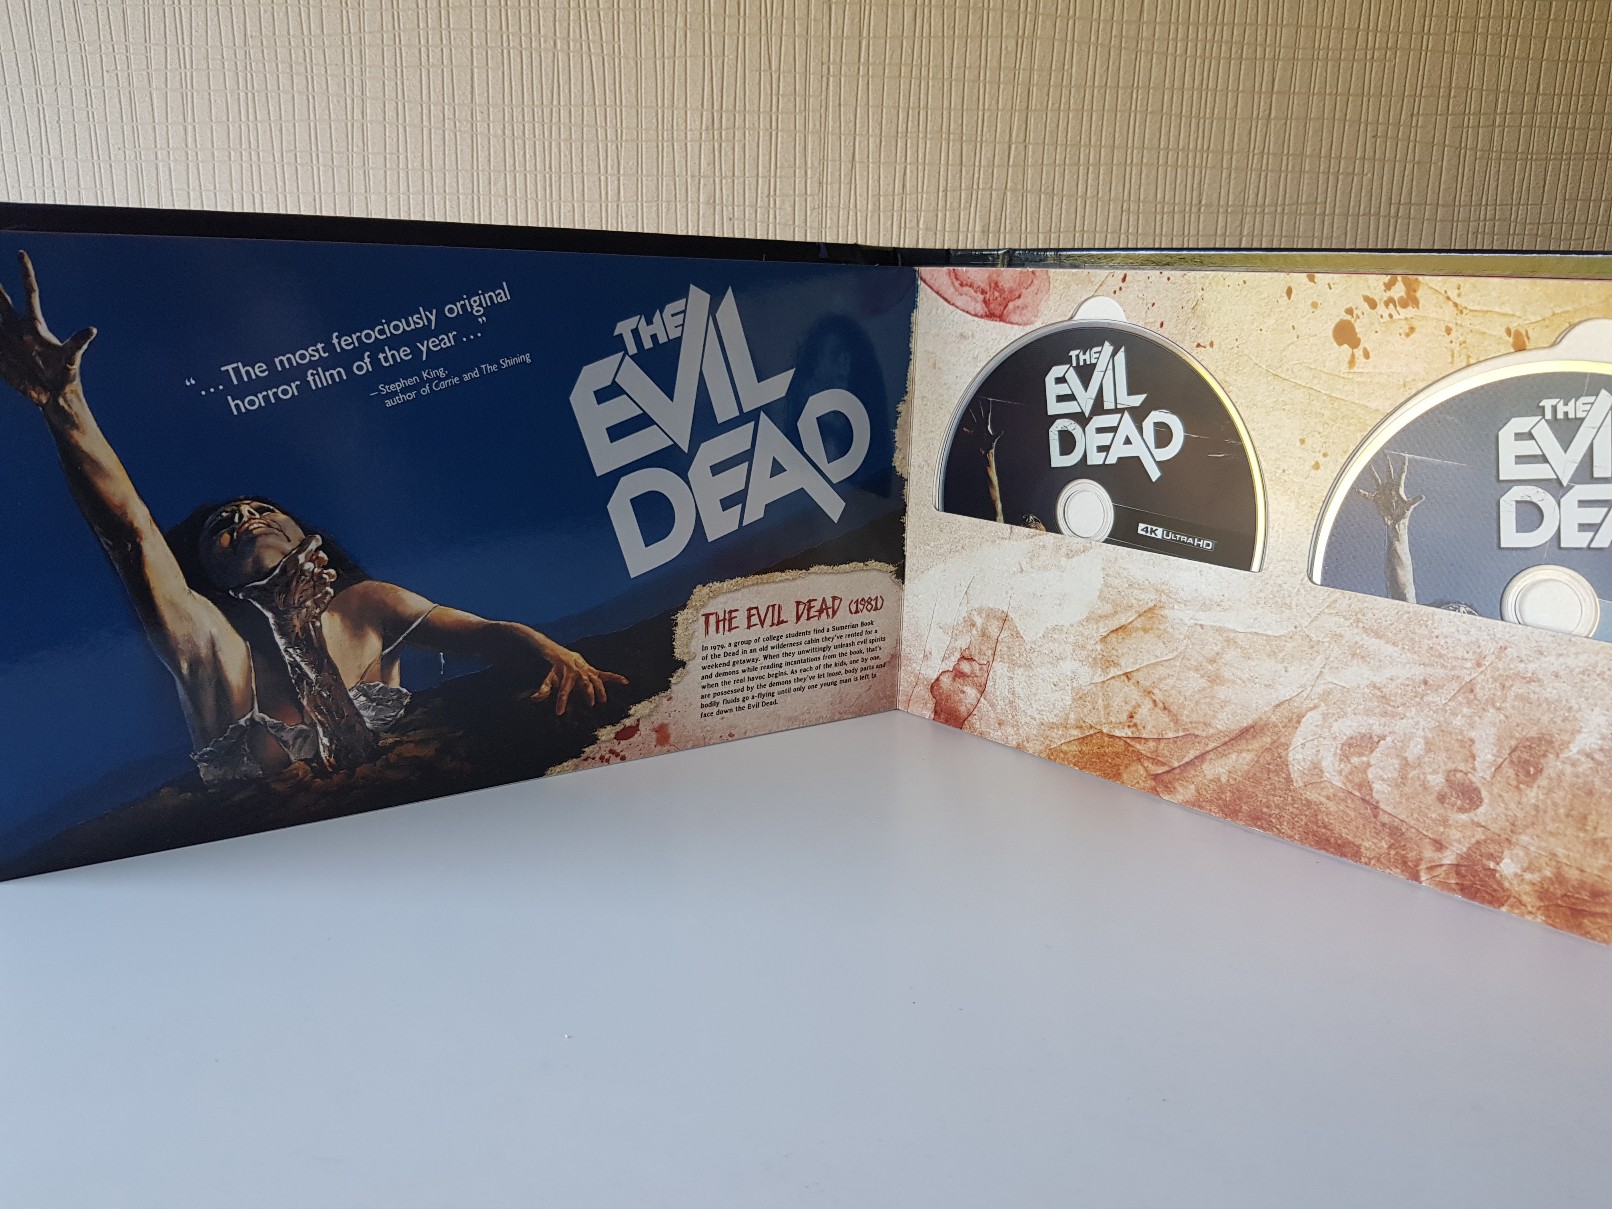 “...The most ferociously original
horror film of the year...”
—Stephen King,
author of Carrie and The Shining
THE
EVIL
DEAD
THE EVIL DEAD (1981)
In 1979, a group of college students find a Sumerian Book
of the Dead in an old wilderness cabin they've rented for a
weekend getaway. When they unwittingly unleash evil spirits
and demons while reading incantations from the book, that's
when the real havoc begins. As each of the kids, one by one,
are possessed by the demons they've let loose, body parts and
bodily fluids go a-flying until only one young man is left to
face down the Evil Dead.
THE
EVIL
DEAD
4K ULTRA HD
THE
EVI
DEA